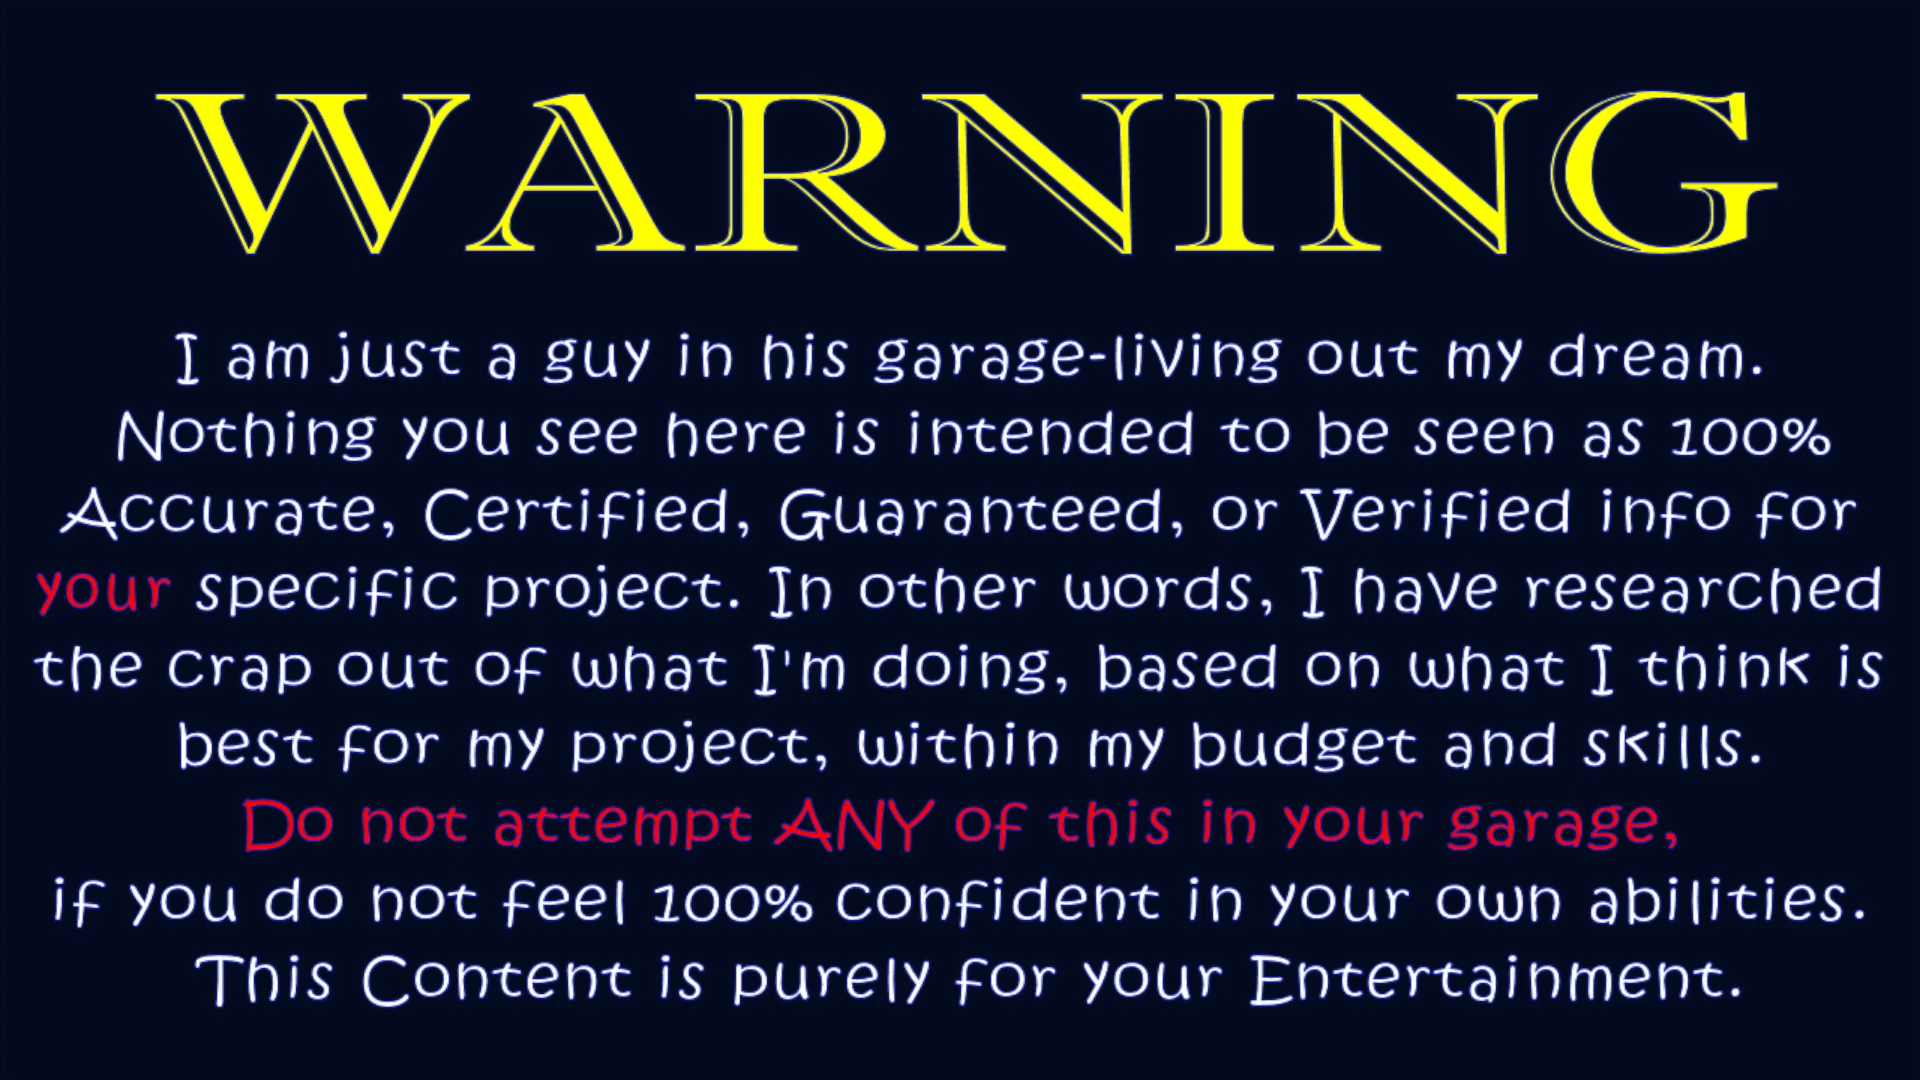 WARNING
I am just a guy in his garage-living out my dream.
Nothing you see here is intended to be seen as 100%
Accurate, Certified, Guaranteed, or Verified info for
your specific project. In other words, I have researched
the crap out of what I'm doing, based on what I think is
best for my project, within my budget and skills.
Do not attempt ANY of this in your garage,
if you do not feel 100% confident in your own abilities.
This Content is purely for your Entertainment.